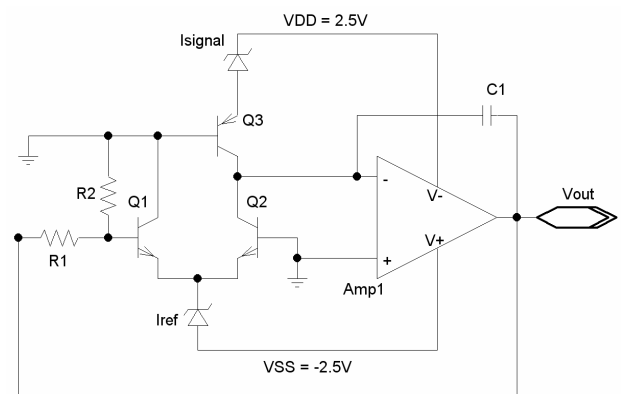 VDD = 2.5V
Isignal
C1
Q3
R2
Q1
Q2
-
V-
Vout
R1
V+
+
Amp1
Iref
VSS = -2.5V